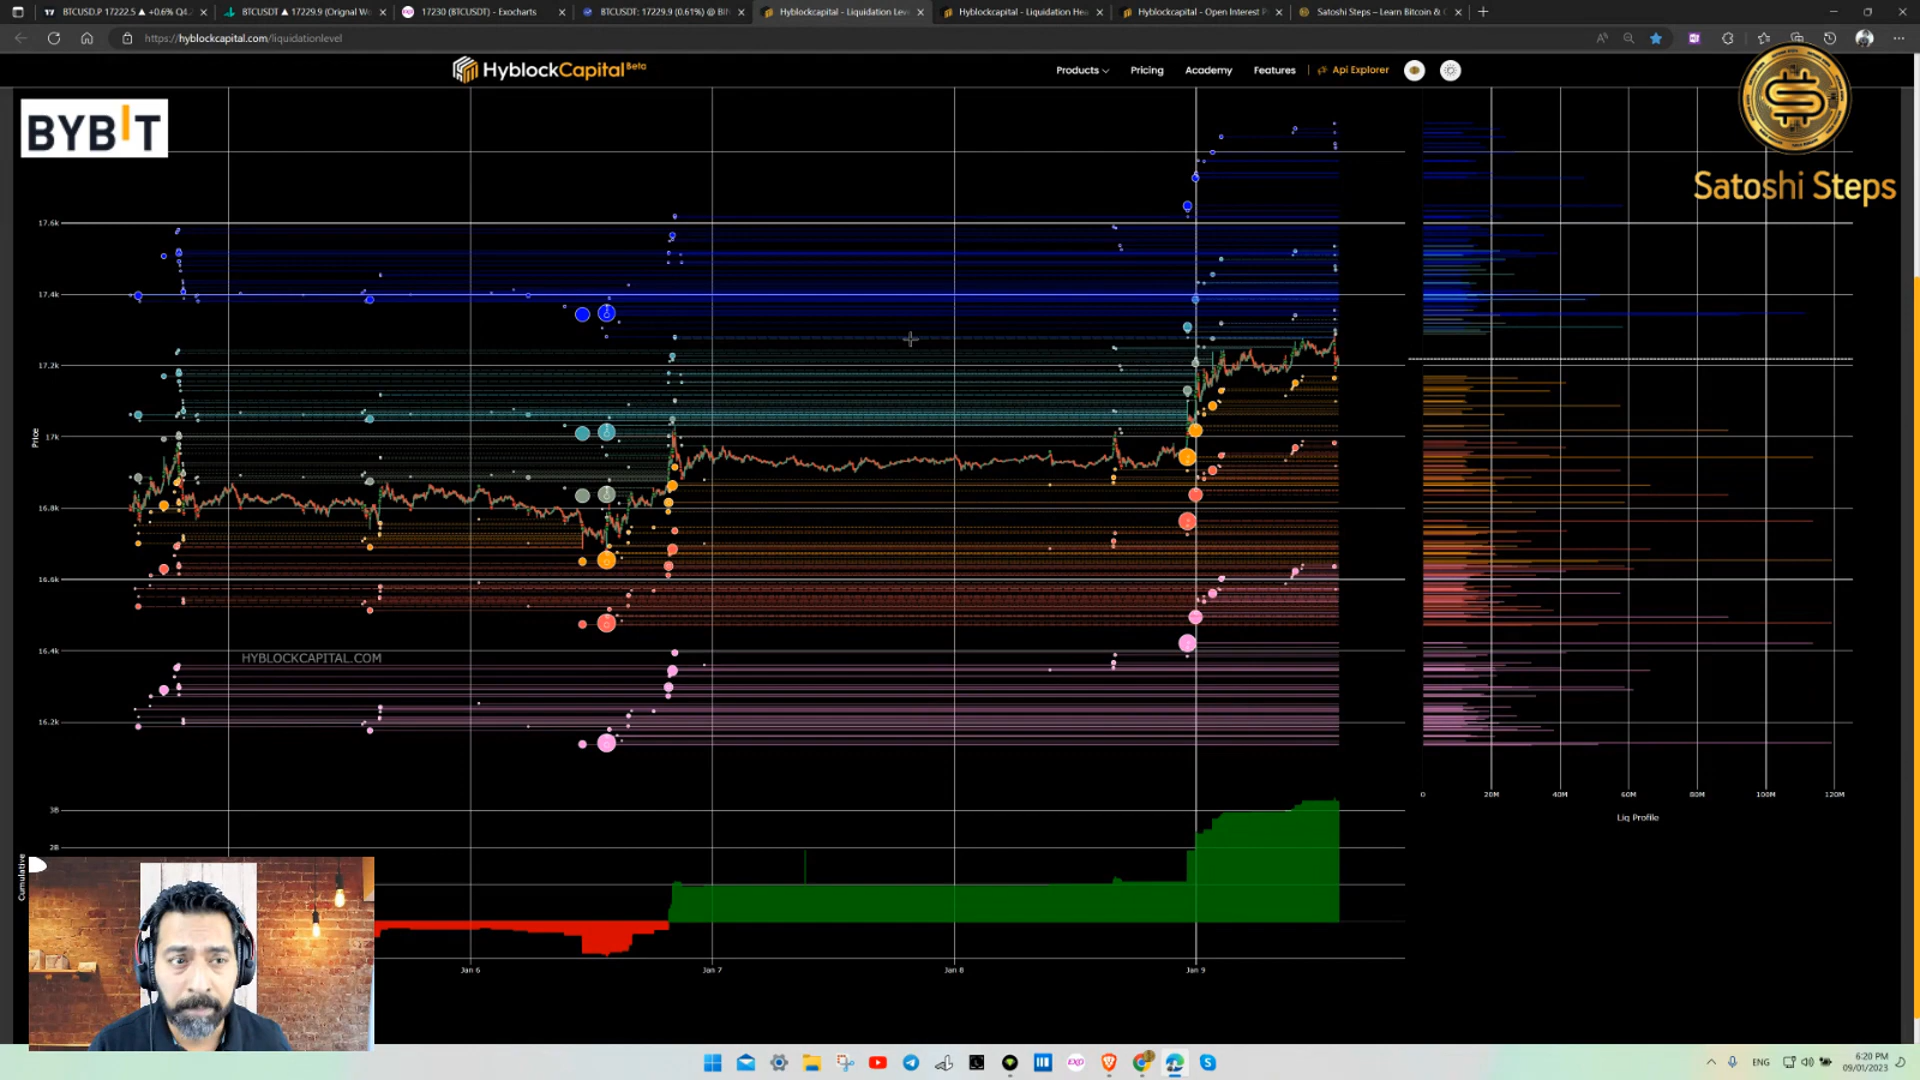 BTCUSD.P 17222.5 ▲ +0.6% Q4.
BTCUSDT ▲ 17229.9 (Orignal W
17230 (BTCUSDT) - Exocharts
BTCUSDT: 17229.9 (0.61%) @ BIN
Hyblockcapital - Liquidation Lev
Hyblockcapital - Liquidation Hea
Hyblockcapital - Open Interest P
Satoshi Steps – Learn Bitcoin & C
https://hyblockcapital.com/liquidationlevel
HyblockCapital Beta
Products
Pricing
Academy
Features
Api Explorer
BYBIT
Satoshi Steps
17.6k
17.4k
17.2k
17k
16.8k
16.6k
16.4k
16.2k
Price
HYBLOCKCAPITAL.COM
0
20M
40M
60M
80M
100M
120M
Liq Profile
3B
2B
Cumulative
Jan 6
Jan 7
Jan 8
Jan 9
EXO
ENG
6:20 PM
09/01/2023